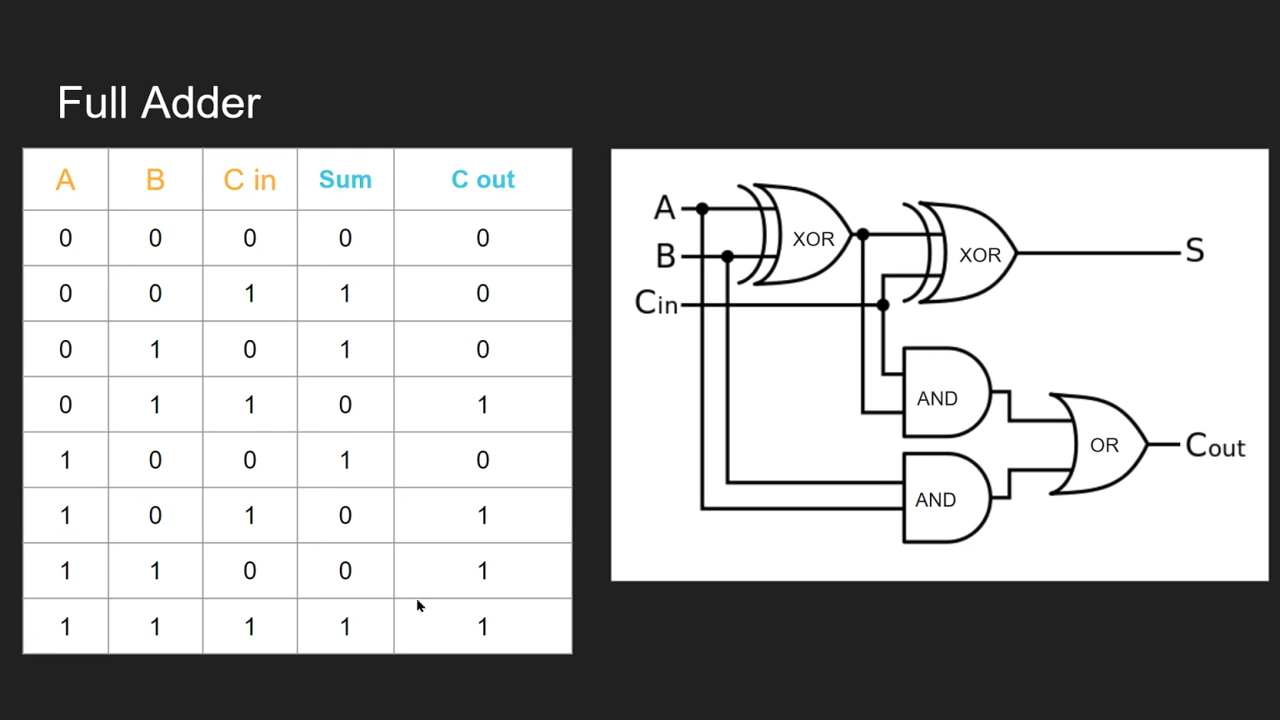 Full Adder
A B C in Sum C out
0 0 0 0 0
0 0 1 1 0
0 1 0 1 0
0 1 1 0 1
1 0 0 1 0
1 0 1 0 1
1 1 0 0 1
1 1 1 1 1
A
B
Cin
XOR
XOR
S
AND
AND
OR
Cout